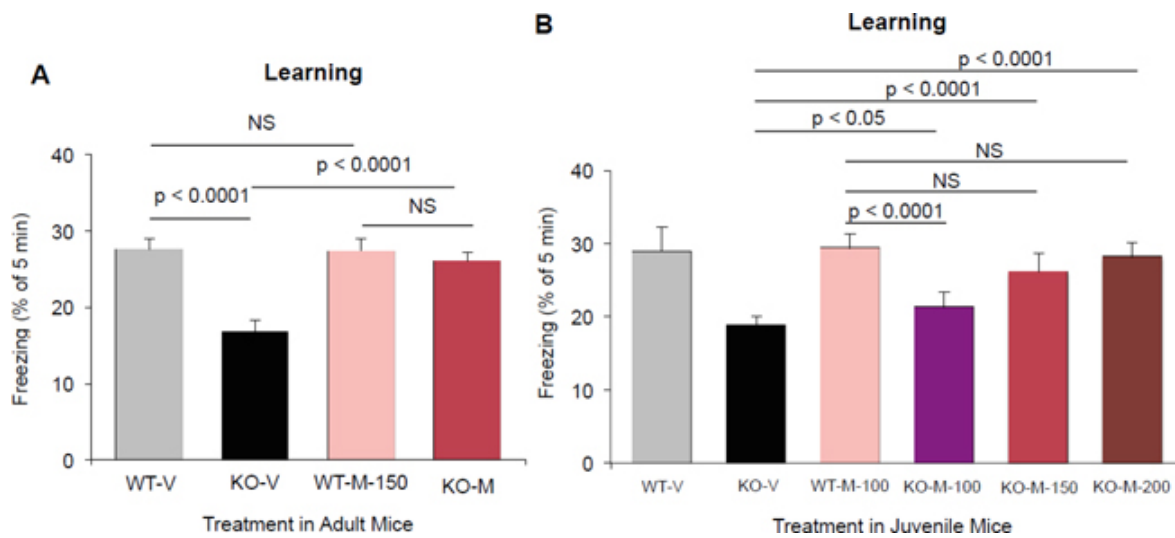 A
Learning
NS
p < 0.0001
p < 0.0001
NS
40
30
20
10
0
Freezing (% of 5 min)
WT-V KO-V WT-M-150 KO-M
Treatment in Adult Mice
B
Learning
p < 0.0001
p < 0.0001
p < 0.05
NS
NS
p < 0.0001
40
30
20
10
0
Freezing (% of 5 min)
WT-V KO-V WT-M-100 KO-M-100 KO-M-150 KO-M-200
Treatment in Juvenile Mice